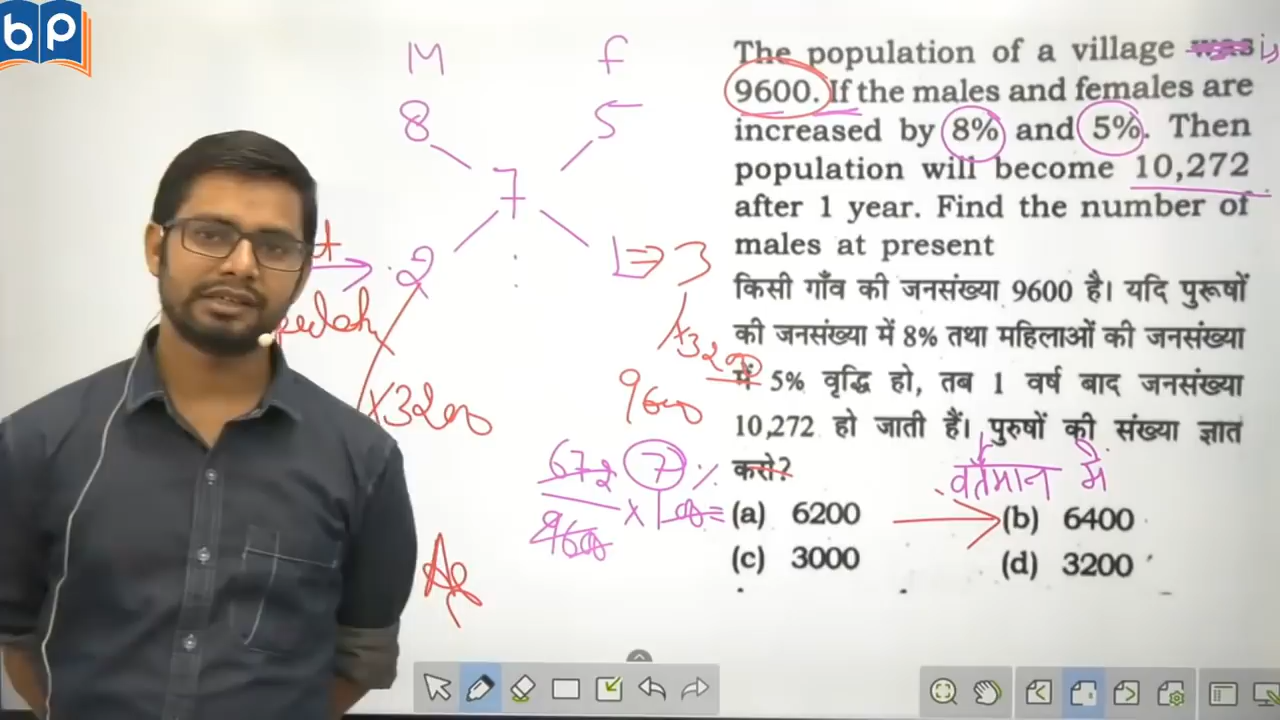 bp
M F
8 5
7
2 1 ⇒ 3
×3200 ×3200
9600
672/9600 × 100 = 7%
The population of a village is
9600. If the males and females are
increased by 8% and 5%. Then
population will become 10,272
after 1 year. Find the number of
males at present
किसी गाँव की जनसंख्या 9600 है। यदि पुरूषों
की जनसंख्या में 8% तथा महिलाओं की जनसंख्या
में 5% वृद्धि हो, तब 1 वर्ष बाद जनसंख्या
10,272 हो जाती हैं। पुरुषों की संख्या ज्ञात
करो?
वर्तमान में
(a) 6200 (b) 6400
(c) 3000 (d) 3200